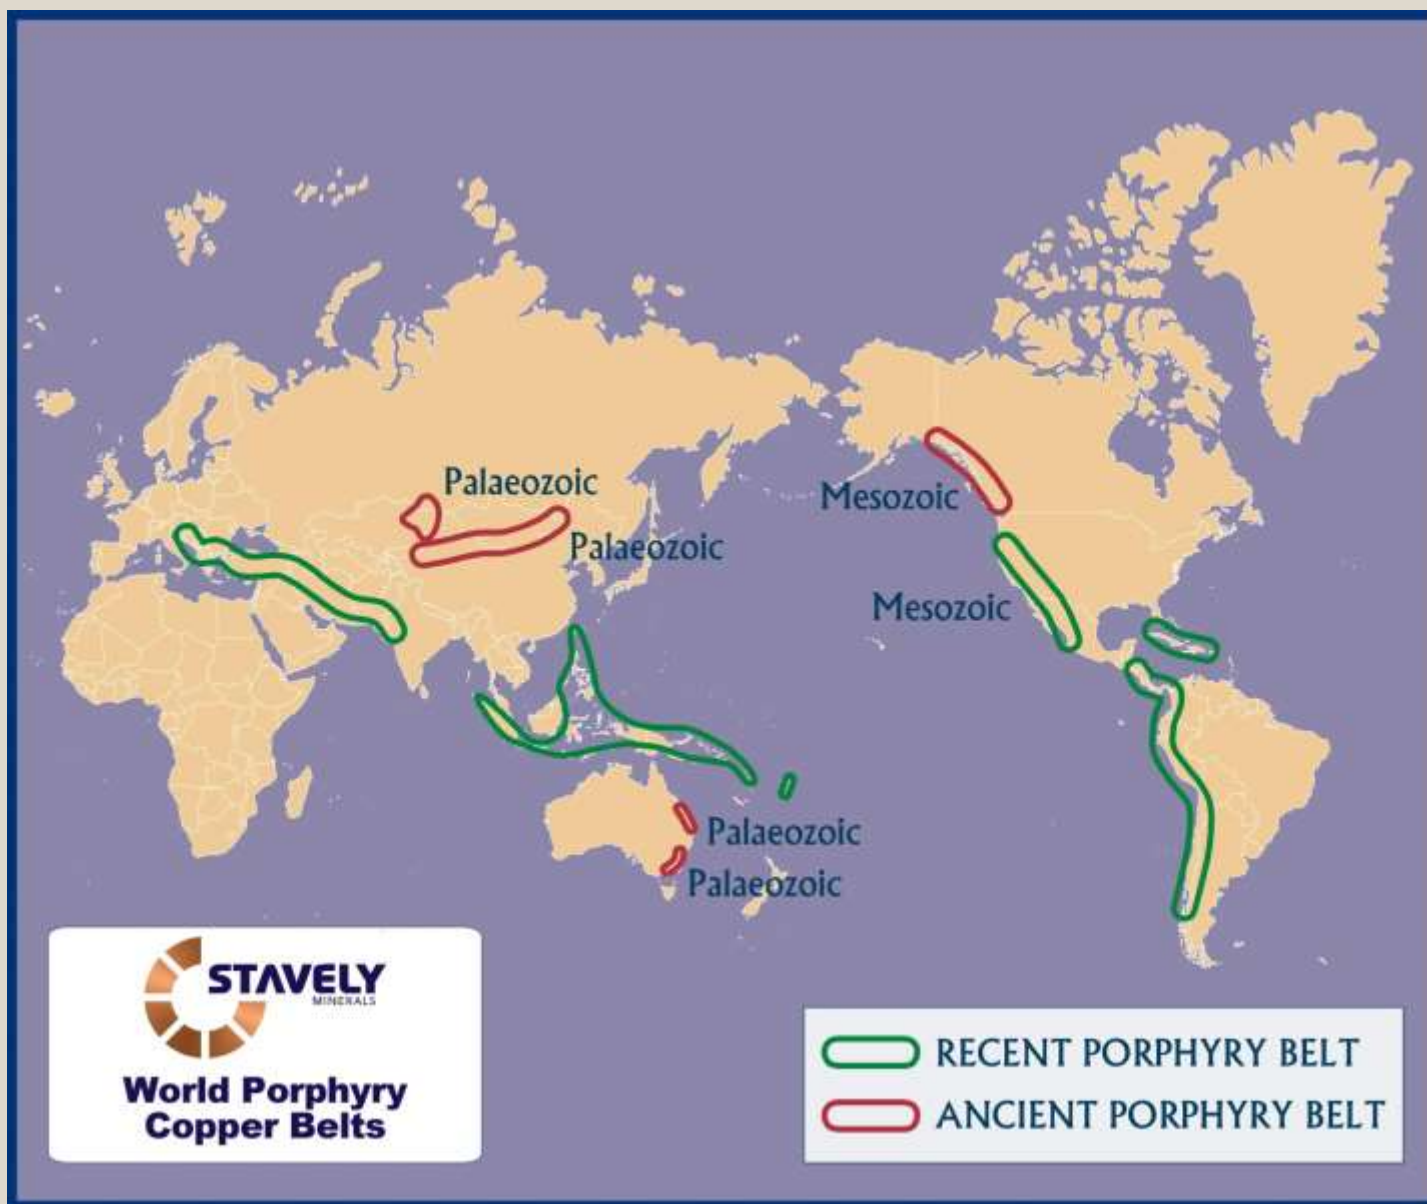 Palaeozoic
Palaeozoic
Mesozoic
Mesozoic
Palaeozoic
Palaeozoic
STAVELY
MINERALS
World Porphyry
Copper Belts
RECENT PORPHYRY BELT
ANCIENT PORPHYRY BELT